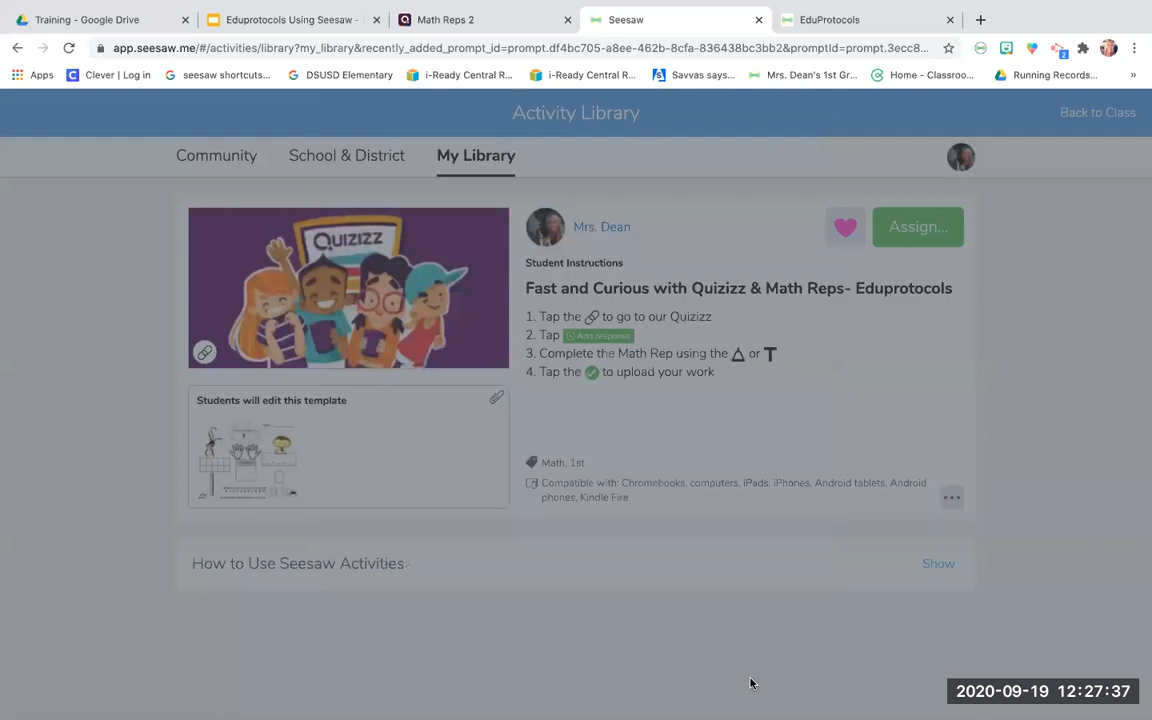 Training - Google Drive
Eduprotocols Using Seesaw -
Math Reps 2
Seesaw
EduProtocols
app.seesaw.me/#/activities/library?my_library&recently_added_prompt_id=prompt.df4bc705-a8ee-462b-8cfa-836438bc3bb2&promptId=prompt.3ecc8...
2
Apps
Clever | Log in
seesaw shortcuts...
DSUSD Elementary
i-Ready Central R...
i-Ready Central R...
Savvas says...
Mrs. Dean's 1st Gr...
Home - Classroo...
Running Records...
»
Activity Library
Back to Class
Community
School & District
My Library
Quizizz
Mrs. Dean
Assign...
Student Instructions
Fast and Curious with Quizizz & Math Reps- Eduprotocols
1. Tap the to go to our Quizizz
2. Tap Add response
3. Complete the Math Rep using the or T
4. Tap the to upload your work
Students will edit this template
Math, 1st
Compatible with: Chromebooks, computers, iPads, iPhones, Android tablets, Android
phones, Kindle Fire
How to Use Seesaw Activities
Show
2020-09-19 12:27:37